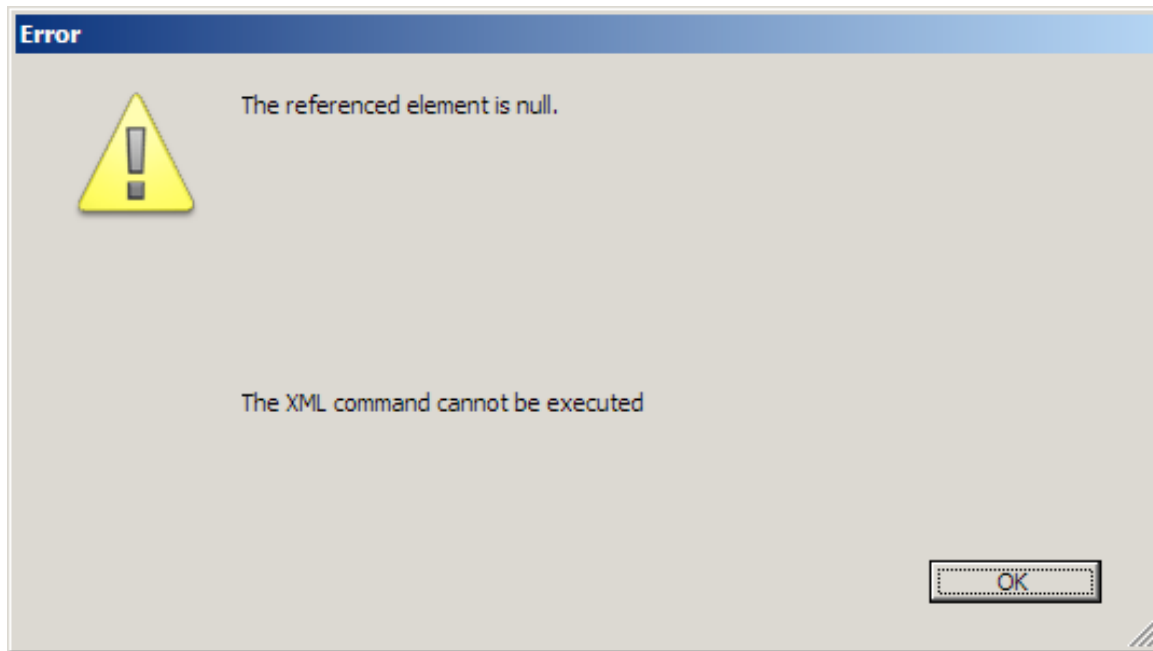 Error
The referenced element is null.
The XML command cannot be executed
OK